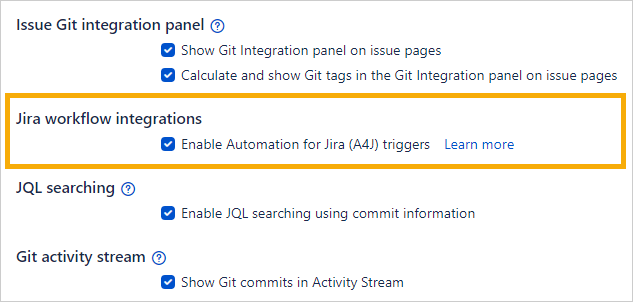 Issue Git integration panel
Show Git Integration panel on issue pages
Calculate and show Git tags in the Git Integration panel on issue pages
Jira workflow integrations
Enable Automation for Jira (A4J) triggers Learn more
JQL searching
Enable JQL searching using commit information
Git activity stream
Show Git commits in Activity Stream